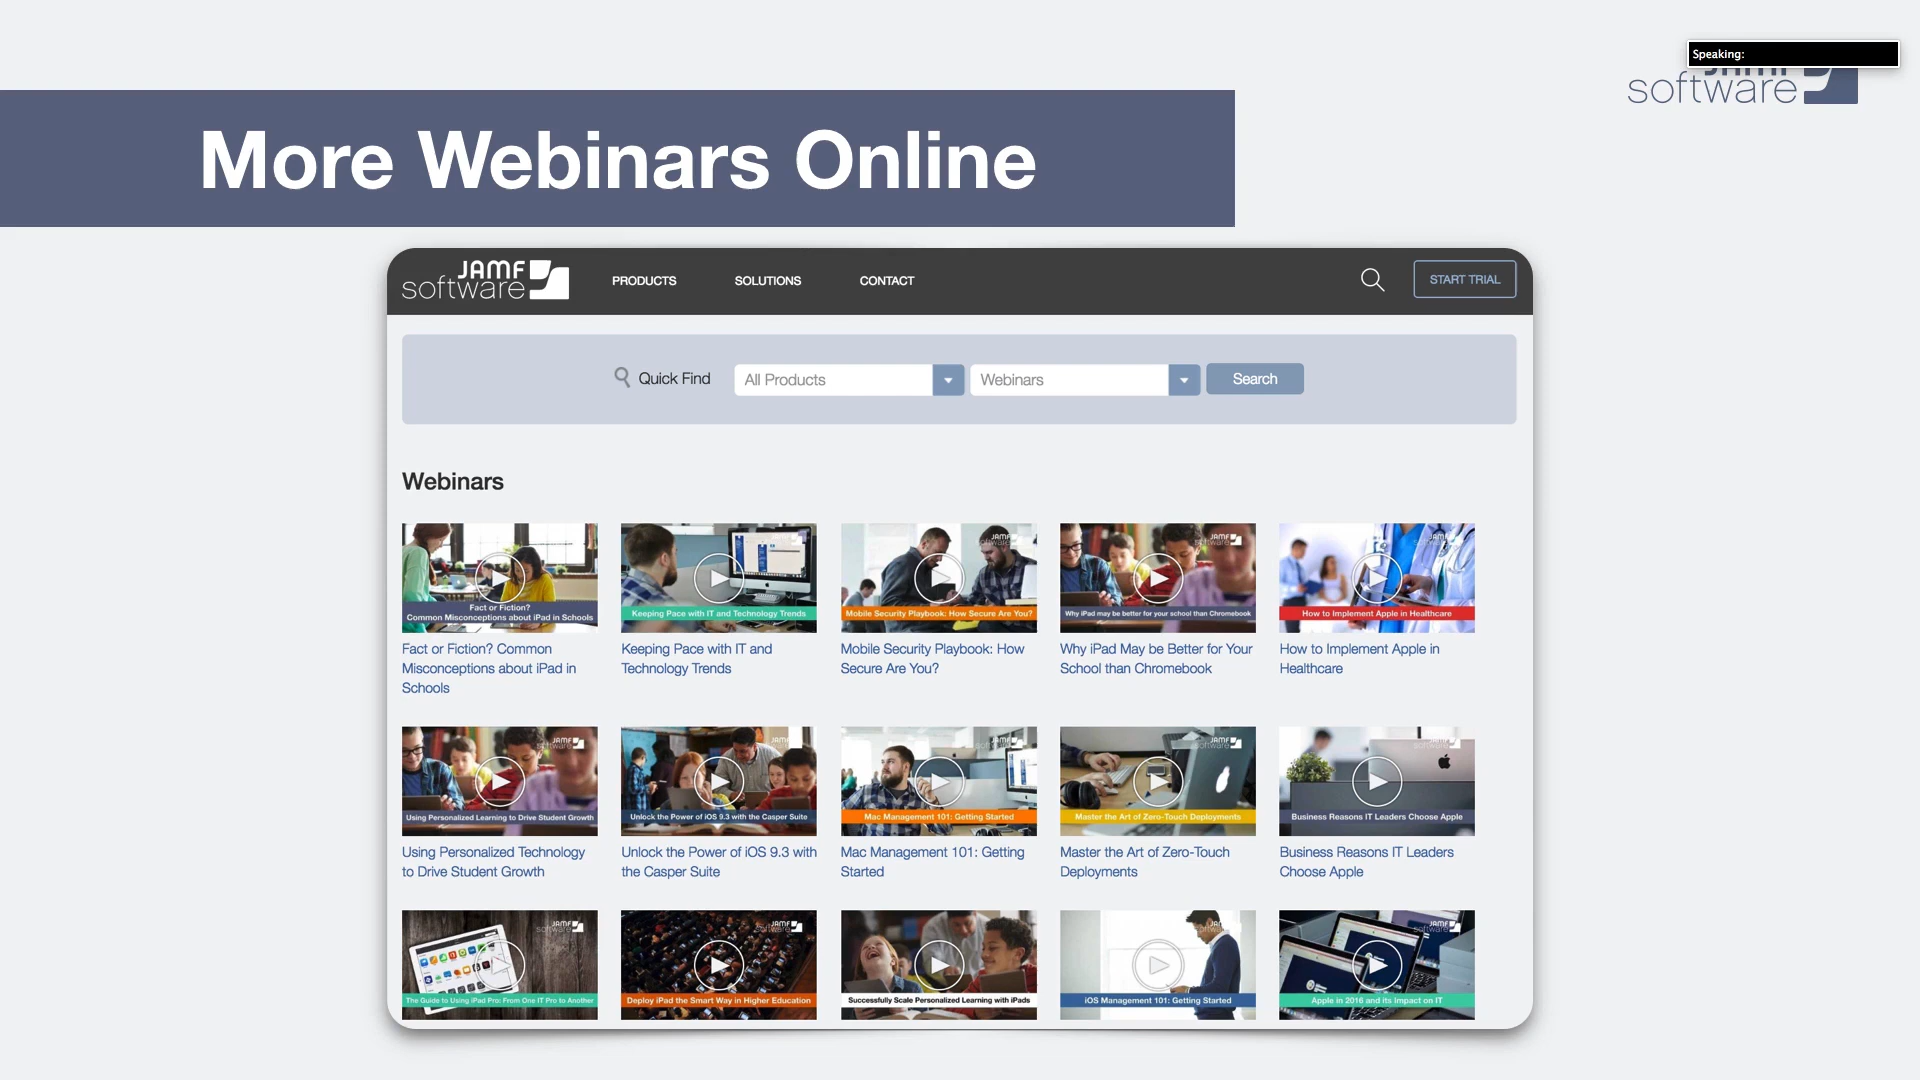 Speaking:
JAMF
software
More Webinars Online
JAMF
software
PRODUCTS
SOLUTIONS
CONTACT
START TRIAL
Quick Find
All Products
Webinars
Search
Webinars
Fact or Fiction?
Common Misconceptions about iPad in Schools
Keeping Pace with IT and Technology Trends
Mobile Security Playbook: How Secure Are You?
Why iPad may be better for your school than Chromebook
How to Implement Apple in Healthcare
Fact or Fiction? Common
Misconceptions about iPad in
Schools
Keeping Pace with IT and
Technology Trends
Mobile Security Playbook: How
Secure Are You?
Why iPad May be Better for Your
School than Chromebook
How to Implement Apple in
Healthcare
Using Personalized Learning to Drive Student Growth
Unlock the Power of iOS 9.3 with the Casper Suite
Mac Management 101: Getting Started
Master the Art of Zero-Touch Deployments
Business Reasons IT Leaders Choose Apple
Using Personalized Technology
to Drive Student Growth
Unlock the Power of iOS 9.3 with
the Casper Suite
Mac Management 101: Getting
Started
Master the Art of Zero-Touch
Deployments
Business Reasons IT Leaders
Choose Apple
The Guide to Using iPad Pro: From One IT Pro to Another
Deploy iPad the Smart Way in Higher Education
Successfully Scale Personalized Learning with iPads
iOS Management 101: Getting Started
Apple in 2016 and its Impact on IT